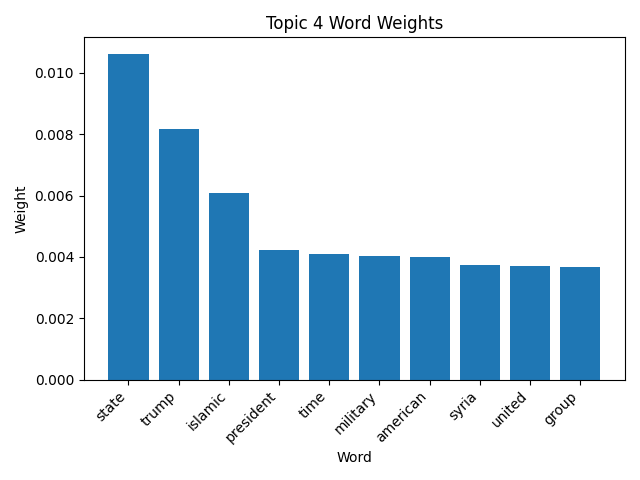 Topic 4 Word Weights
Weight
0.010
0.008
0.006
0.004
0.002
0.000
state
trump
islamic
president
time
military
american
syria
united
group
Word